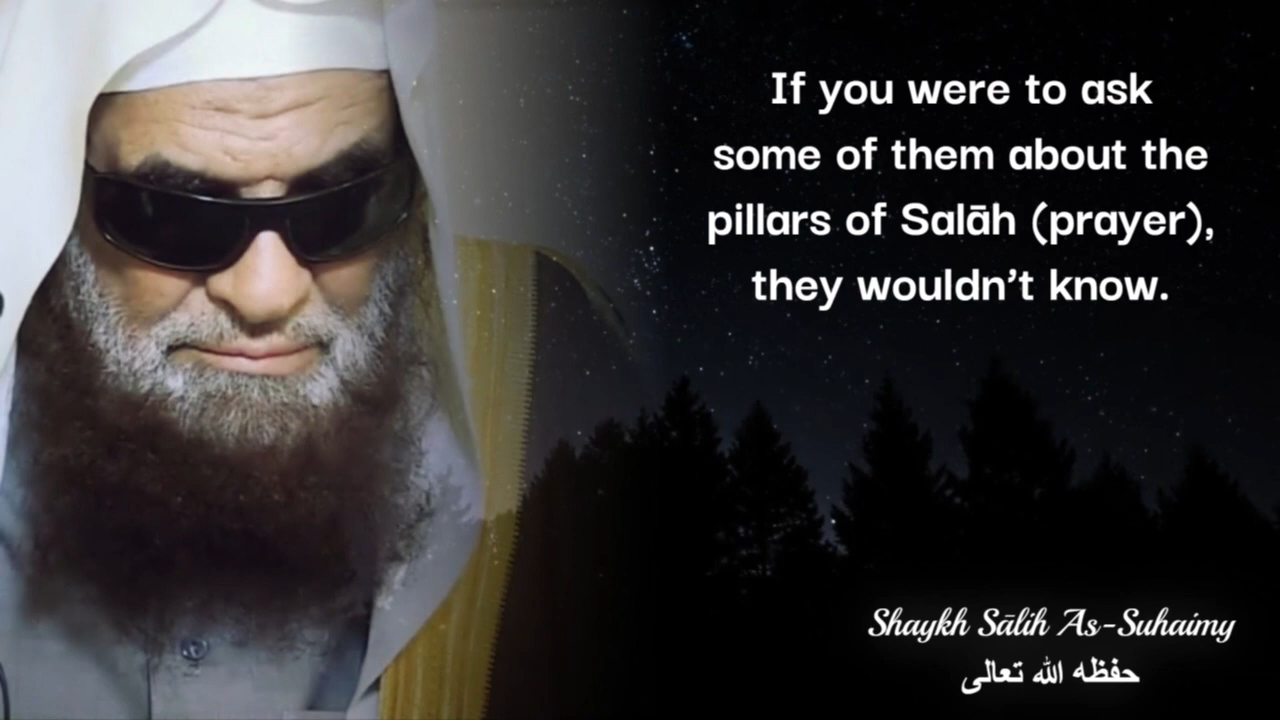 If you were to ask
some of them about the
pillars of Salāh (prayer),
they wouldn’t know.
Shaykh Sālih As-Suhaimy
حفظه الله تعالى